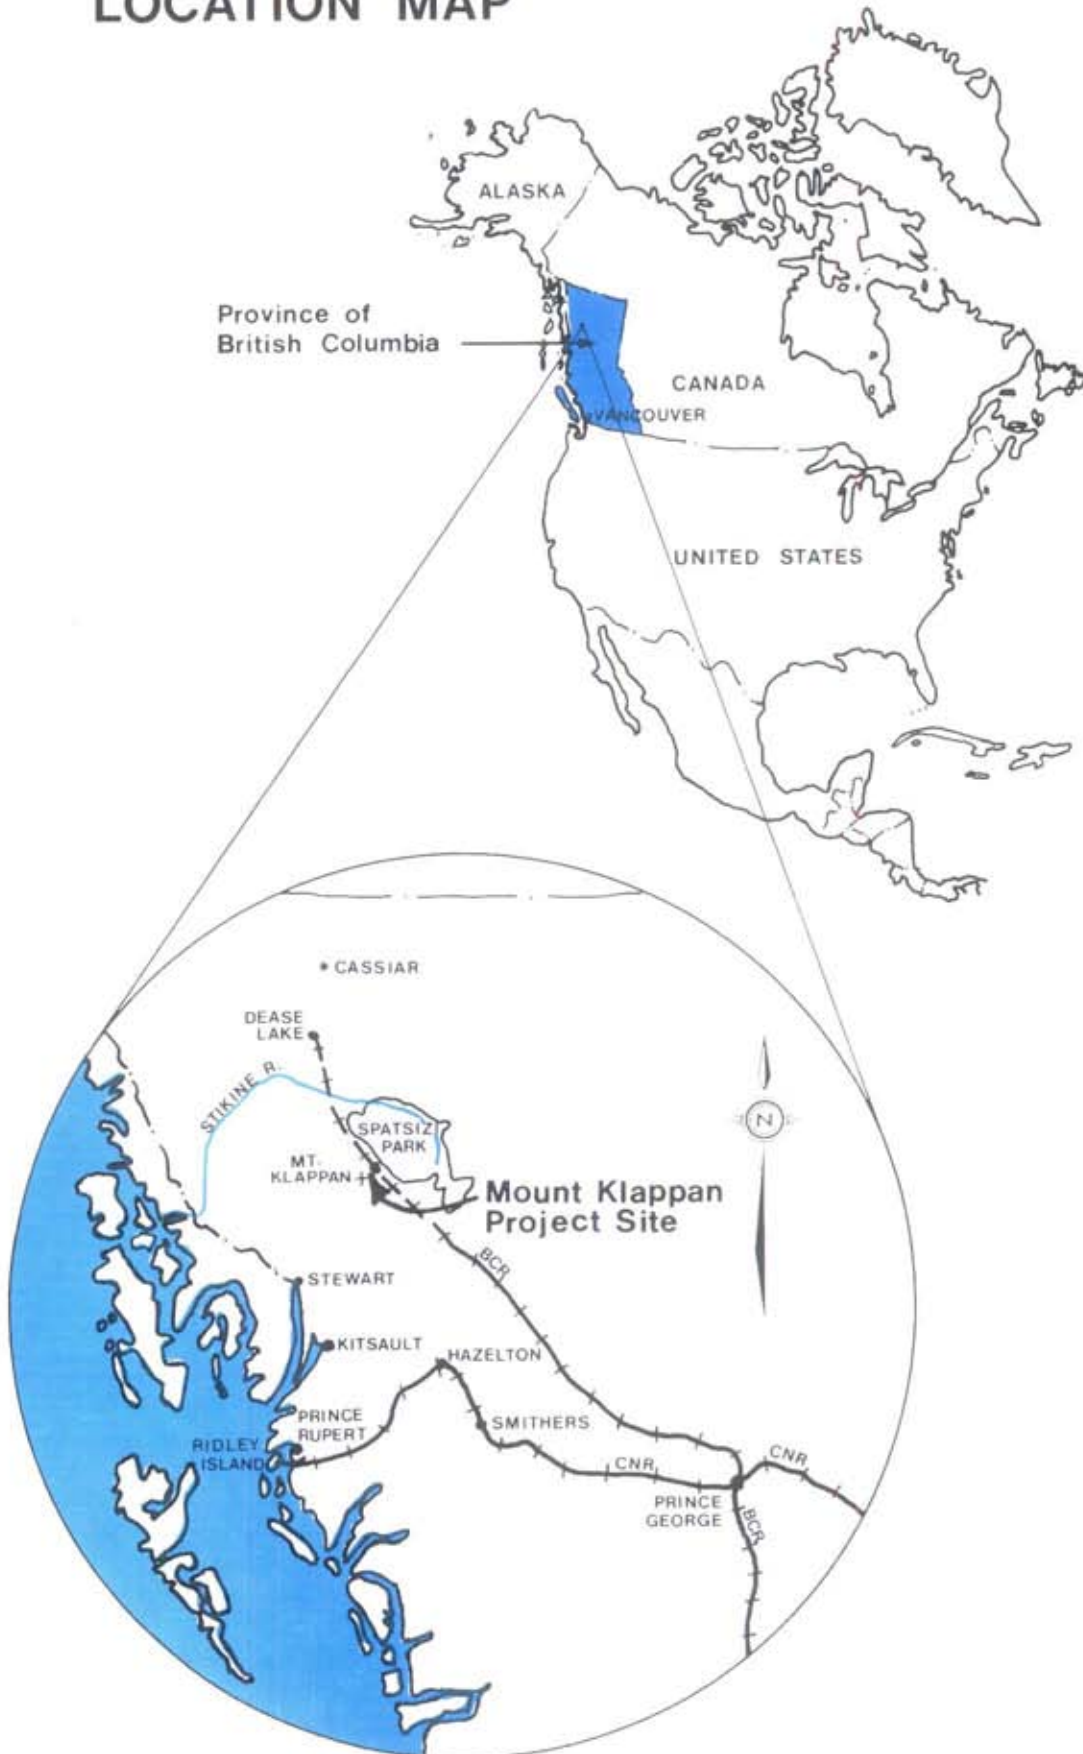 LOCATION MAP
ALASKA
Province of
British Columbia
CANADA
VANCOUVER
UNITED STATES
CASSIAR
DEASE
LAKE
STIKINE R.
SPATSIZI
PARK
MT.
KLAPPAN
Mount Klappan
Project Site
N
BCR
STEWART
KITSAULT
HAZELTON
PRINCE
RUPERT
SMITHERS
RIDLEY
ISLAND
CNR
CNR
PRINCE
GEORGE
BCR